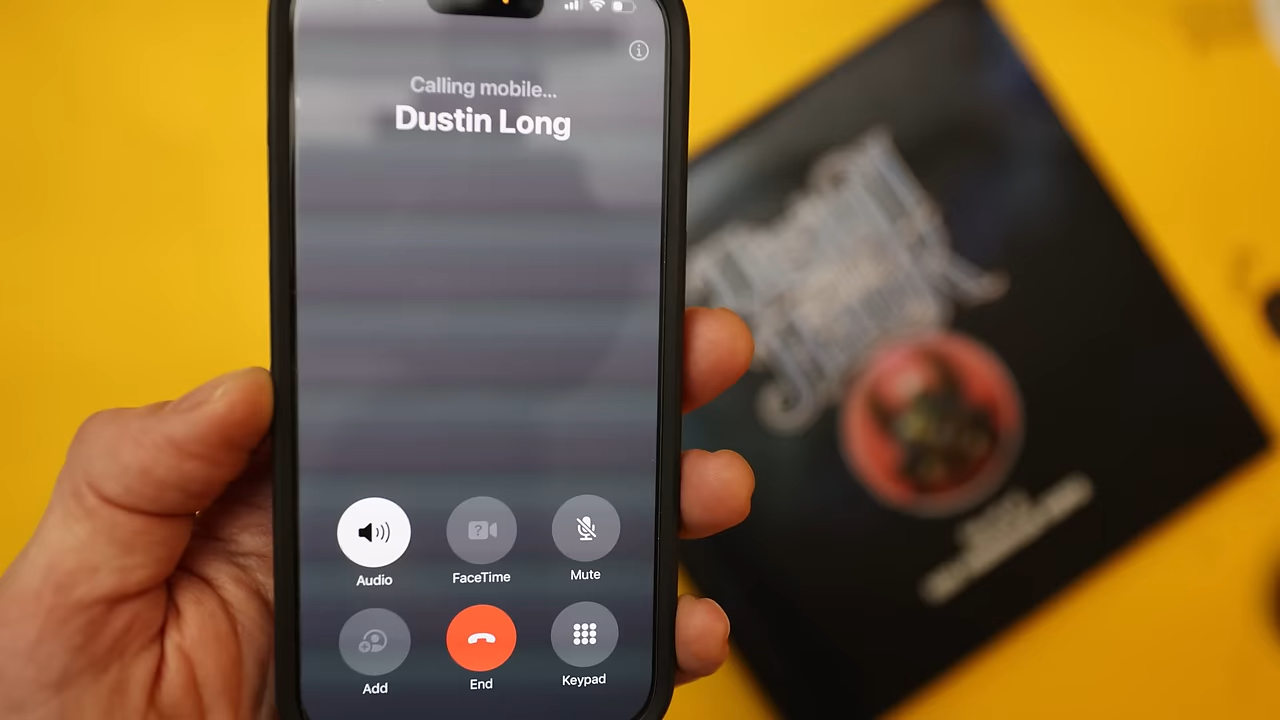 Calling mobile...
Dustin Long
Audio
FaceTime
Mute
Add
End
Keypad